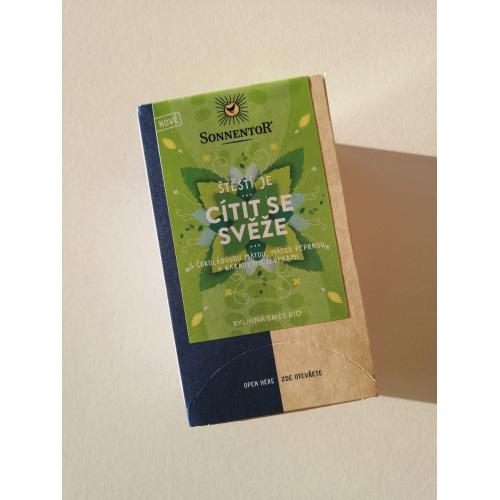 NOVÉ
SONNENTOR®
ŠTĚSTÍ JE
CÍTIT SE
SVĚŽE
S ČOKOLÁDOVOU MÁTOU, MÁTOU PEPRNOU
A KAKAOVÝMI SLUPKAMI
BYLINNÁ SMĚS BIO
OPEN HERE / ZDE OTEVŘETE